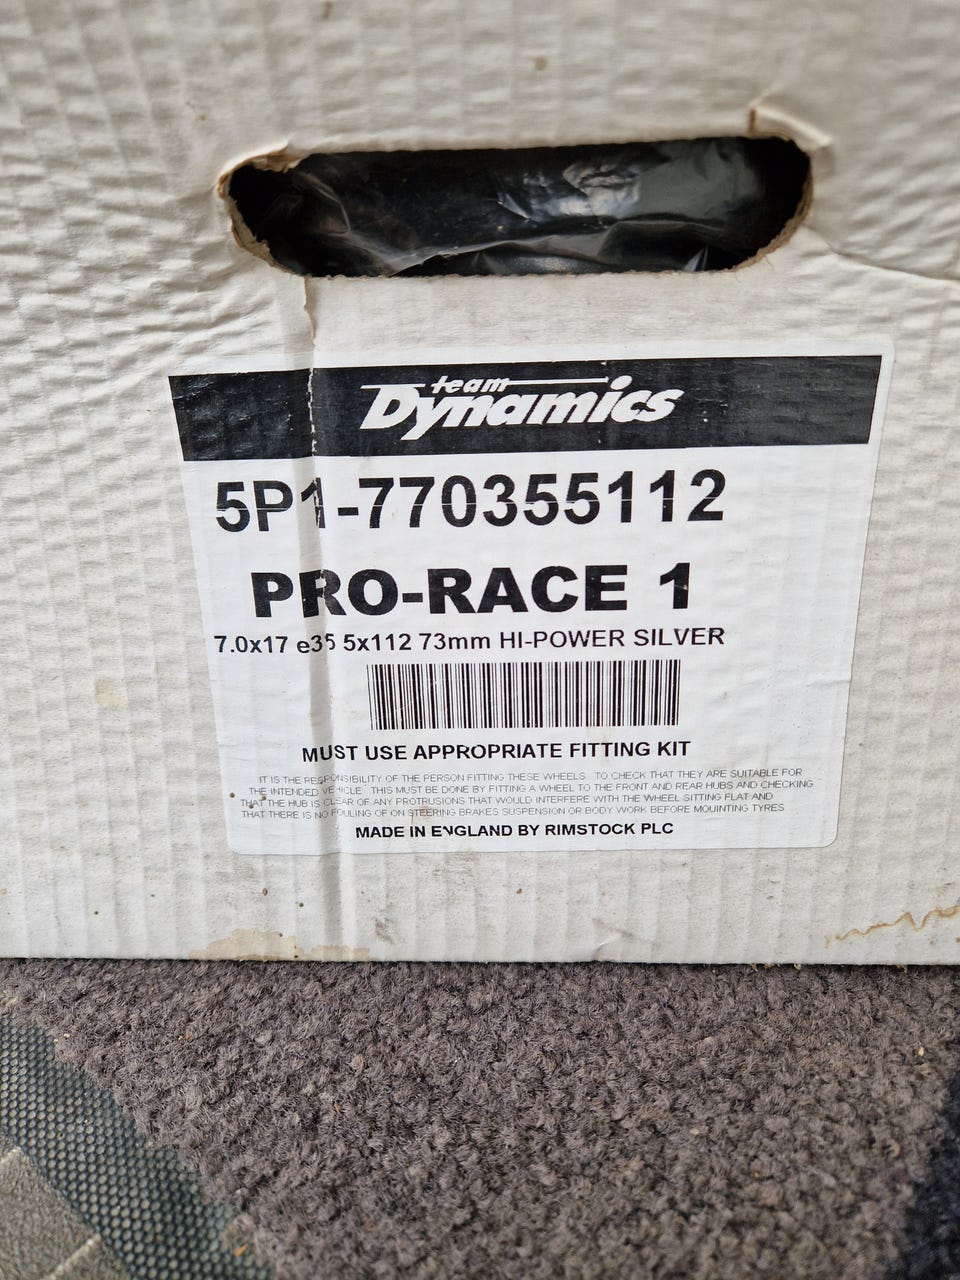 team
Dynamics
5P1-770355112
PRO-RACE 1
7.0x17 e35 5x112 73mm HI-POWER SILVER
MUST USE APPROPRIATE FITTING KIT
IT IS THE RESPONSIBILITY OF THE PERSON FITTING THESE WHEELS TO CHECK THAT THEY ARE SUITABLE FOR
THE INTENDED VEHICLE THIS MUST BE DONE BY FITTING A WHEEL TO THE FRONT AND REAR HUBS AND CHECKING
THAT THE HUB IS CLEAR OF ANY PROTRUSIONS THAT WOULD INTERFERE WITH THE WHEEL SITTING FLAT AND
THAT THERE IS NO FOULING OF ON STEERING BRAKES SUSPENSION OR BODY WORK BEFORE MOUNTING TYRES
MADE IN ENGLAND BY RIMSTOCK PLC